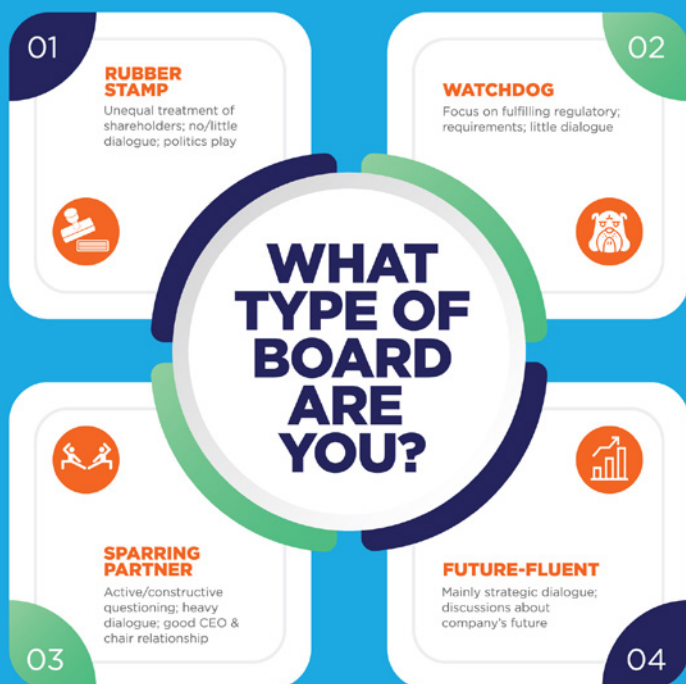 01
RUBBER
STAMP
Unequal treatment of
shareholders; no/little
dialogue; politics play
02
WATCHDOG
Focus on fulfilling regulatory;
requirements; little dialogue
WHAT
TYPE OF
BOARD
ARE
YOU?
SPARRING
PARTNER
Active/constructive
questioning; heavy
dialogue; good CEO &
chair relationship
03
FUTURE-FLUENT
Mainly strategic dialogue;
discussions about
company's future
04